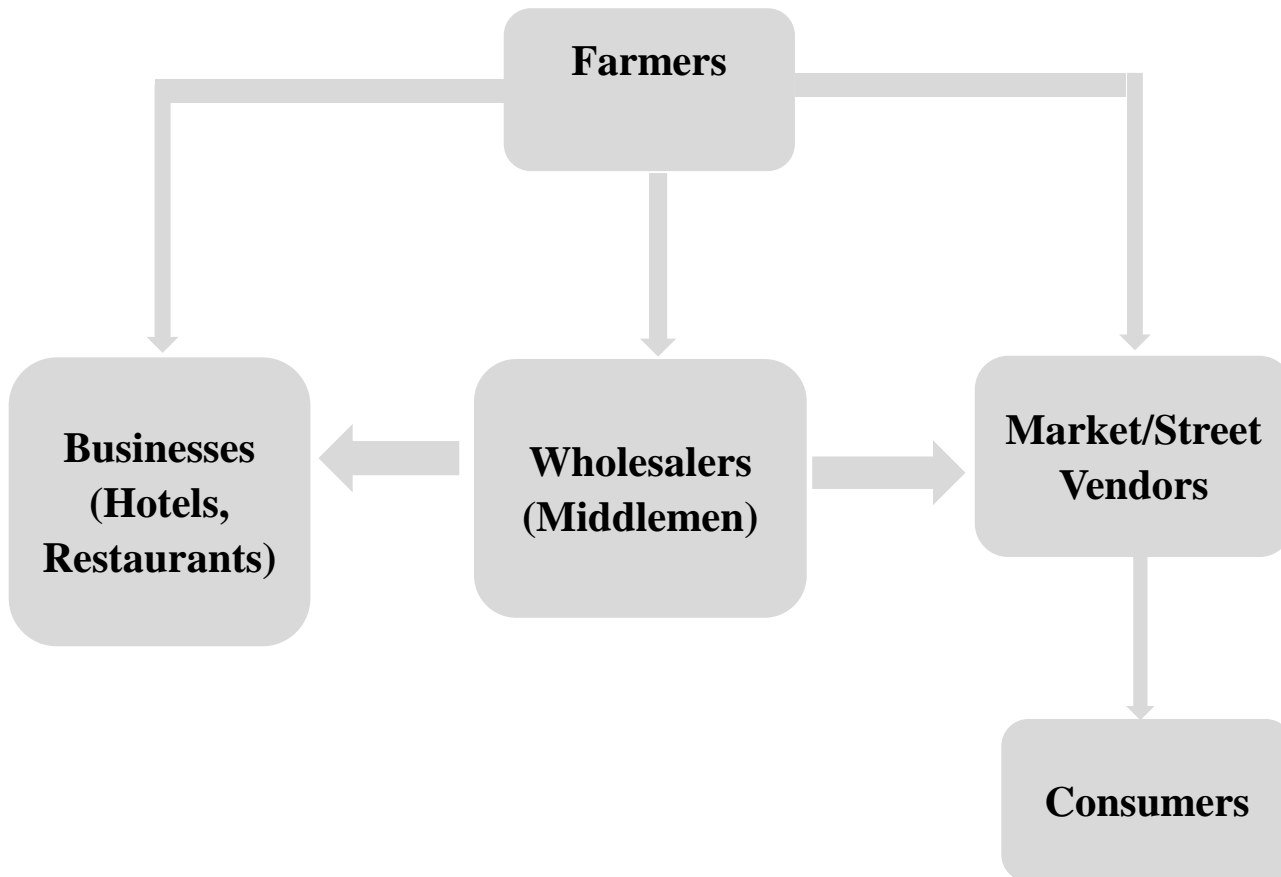 Farmers
Businesses
(Hotels,
Restaurants)
Wholesalers
(Middlemen)
Market/Street
Vendors
Consumers